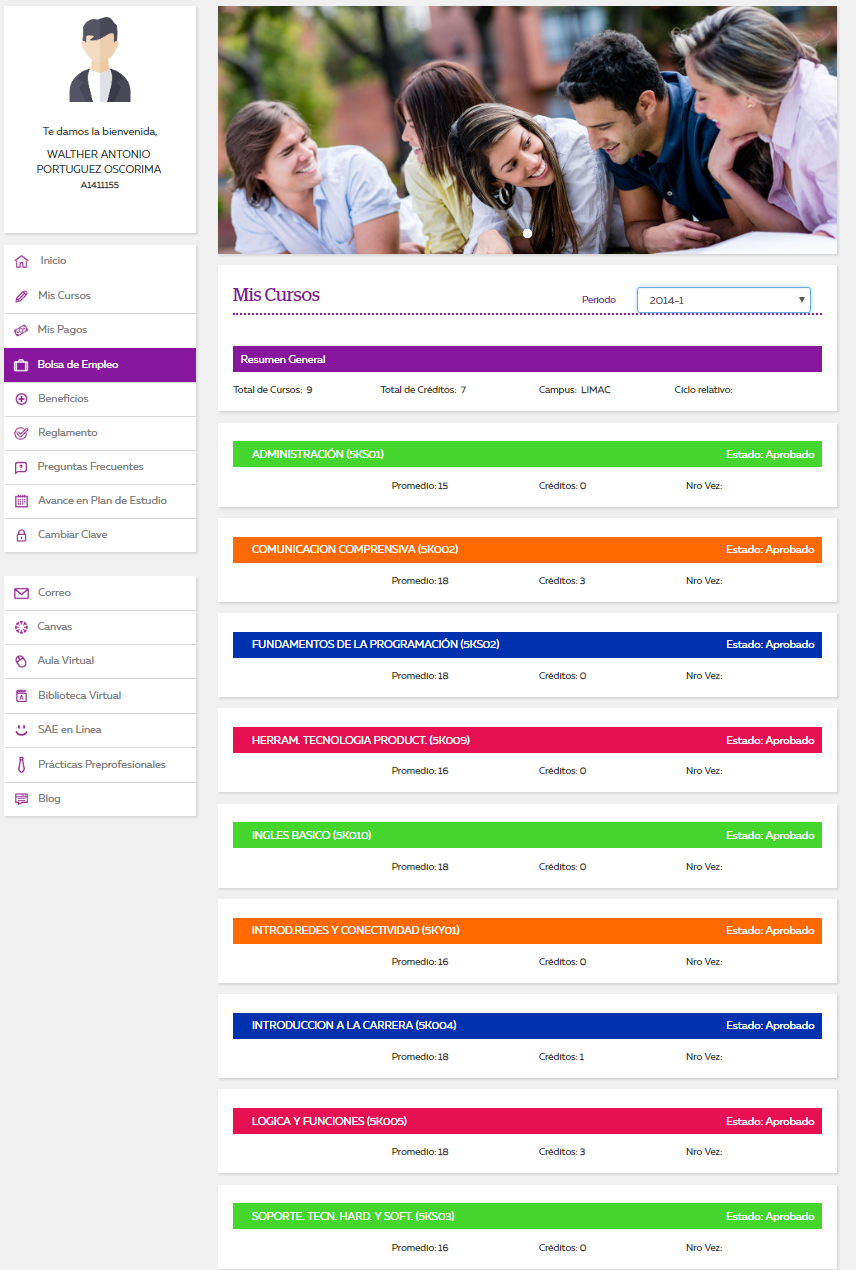 Te damos la bienvenida,
WALTHER ANTONIO
PORTUGUEZ OSCORIMA
A1411155
Inicio
Mis Cursos
Mis Pagos
Bolsa de Empleo
Beneficios
Reglamento
Preguntas Frecuentes
Avance en Plan de Estudio
Cambiar Clave
Correo
Canvas
Aula Virtual
Biblioteca Virtual
SAE en Línea
Prácticas Preprofesionales
Blog
Mis Cursos Periodo 2014-1
Resumen General
Total de Cursos: 9 Total de Créditos: 7 Campus: LIMAC Ciclo relativo:
ADMINISTRACIÓN (5KS01) Estado: Aprobado
Promedio: 15 Créditos: 0 Nro Vez:
COMUNICACION COMPRENSIVA (5K002) Estado: Aprobado
Promedio: 18 Créditos: 3 Nro Vez:
FUNDAMENTOS DE LA PROGRAMACIÓN (5KS02) Estado: Aprobado
Promedio: 18 Créditos: 0 Nro Vez:
HERRAM. TECNOLOGIA PRODUCT. (5K009) Estado: Aprobado
Promedio: 16 Créditos: 0 Nro Vez:
INGLES BASICO (5K010) Estado: Aprobado
Promedio: 18 Créditos: 0 Nro Vez:
INTROD.REDES Y CONECTIVIDAD (5KY01) Estado: Aprobado
Promedio: 16 Créditos: 0 Nro Vez:
INTRODUCCION A LA CARRERA (5K004) Estado: Aprobado
Promedio: 18 Créditos: 1 Nro Vez:
LOGICA Y FUNCIONES (5K005) Estado: Aprobado
Promedio: 18 Créditos: 3 Nro Vez:
SOPORTE. TECN. HARD. Y SOFT. (5KS03) Estado: Aprobado
Promedio: 16 Créditos: 0 Nro Vez: